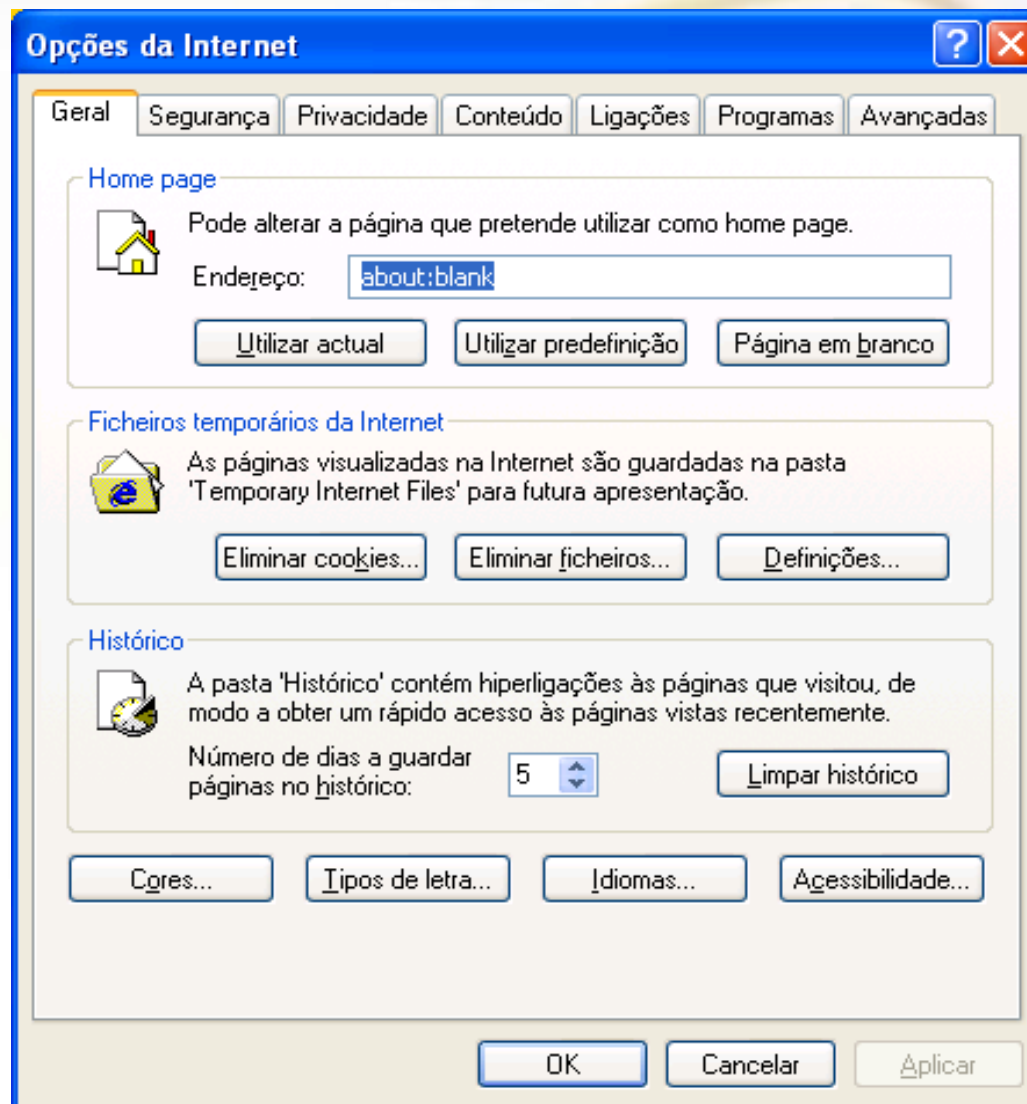 Opções da Internet
Geral Segurança Privacidade Conteúdo Ligações Programas Avançadas
Home page
Pode alterar a página que pretende utilizar como home page.
Endereço: about:blank
Utilizar actual Utilizar predefinição Página em branco
Ficheiros temporários da Internet
As páginas visualizadas na Internet são guardadas na pasta
'Temporary Internet Files' para futura apresentação.
Eliminar cookies... Eliminar ficheiros... Definições...
Histórico
A pasta 'Histórico' contém hiperligações às páginas que visitou, de
modo a obter um rápido acesso às páginas vistas recentemente.
Número de dias a guardar
páginas no histórico: 5 Limpar histórico
Cores... Tipos de letra... Idiomas... Acessibilidade...
OK Cancelar Aplicar